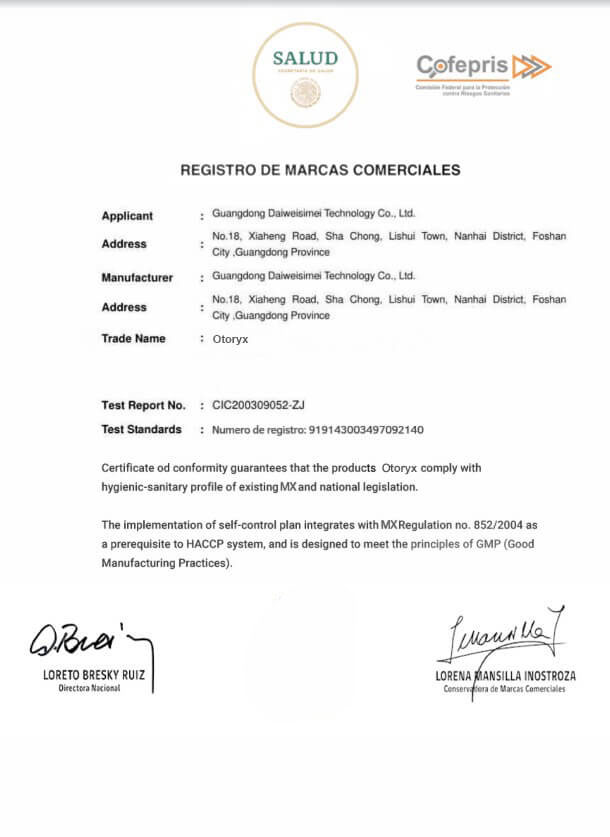 SALUD
SECRETARÍA DE SALUD
Cofepris
Comisión Federal para la Protección
contra Riesgos Sanitarios
REGISTRO DE MARCAS COMERCIALES
Applicant : Guangdong Daiweisimei Technology Co., Ltd.
Address : No.18, Xiaheng Road, Sha Chong, Lishui Town, Nanhai District, Foshan
City ,Guangdong Province
Manufacturer : Guangdong Daiweisimei Technology Co., Ltd.
Address : No.18, Xiaheng Road, Sha Chong, Lishui Town, Nanhai District, Foshan
City ,Guangdong Province
Trade Name : Otoryx
Test Report No. : CIC200309052-ZJ
Test Standards : Numero de registro: 919143003497092140
Certificate od conformity guarantees that the products Otoryx comply with
hygienic-sanitary profile of existing MX and national legislation.
The implementation of self-control plan integrates with MX Regulation no. 852/2004 as
a prerequisite to HACCP system, and is designed to meet the principles of GMP (Good
Manufacturing Practices).
LORETO BRESKY RUIZ
Directora Nacional
LORENA MANSILLA INOSTROZA
Conservadora de Marcas Comerciales